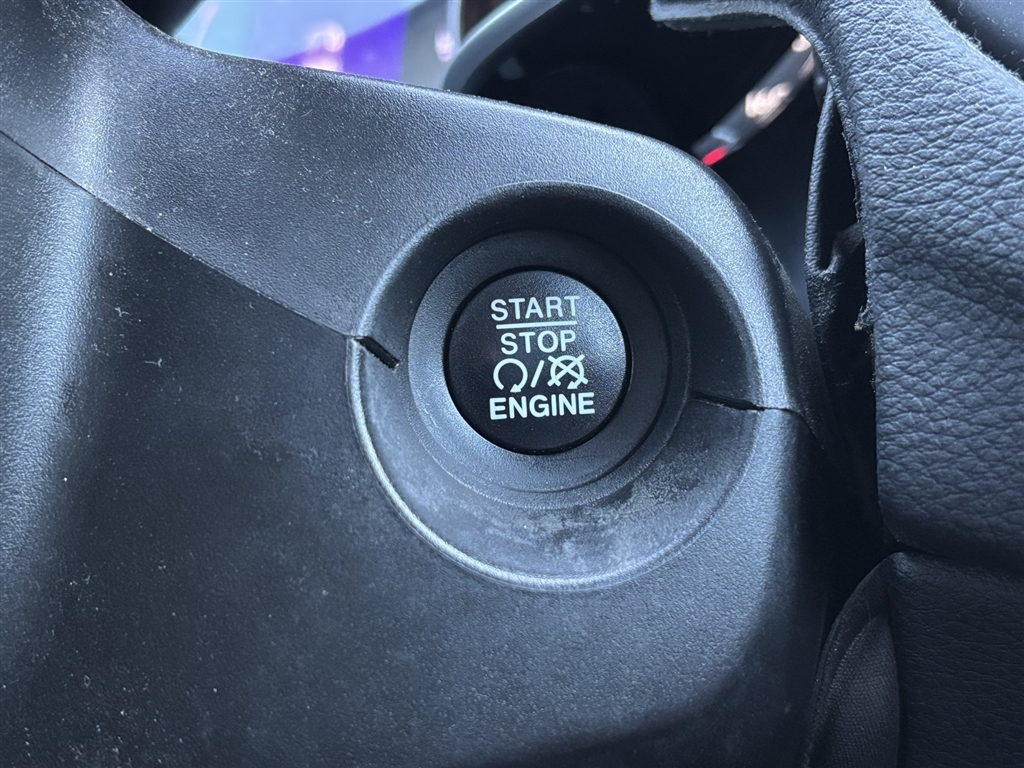 START
STOP
/
ENGINE